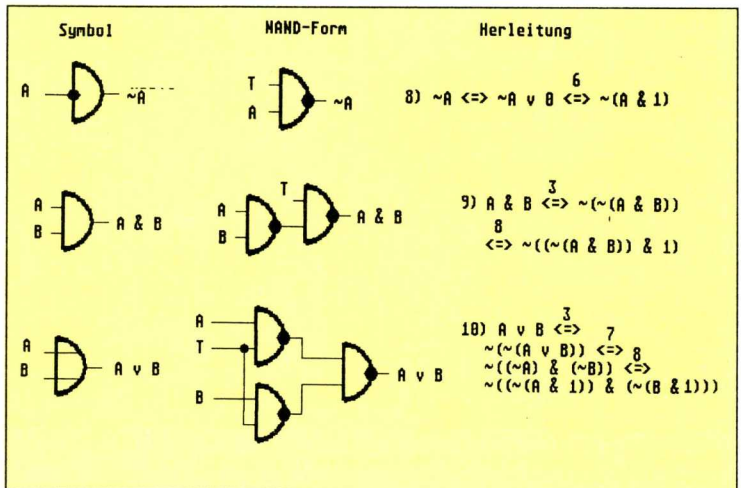 Symbol NAND-Form Herleitung
A ~A
T
A ~A
6
8) ~A <=> ~A v 0 <=> ~(A & 1)
A
B A & B
T
A
B A & B
3
9) A & B <=> ~(~(A & B))
8
<=> ~((~(A & B)) & 1)
A
B A v B
A
T
B
A v B
3
10) A v B <=> 7
~(~(A v B)) <=> 8
~((~A) & (~B)) <=>
~((~(A & 1)) & (~(B &1)))